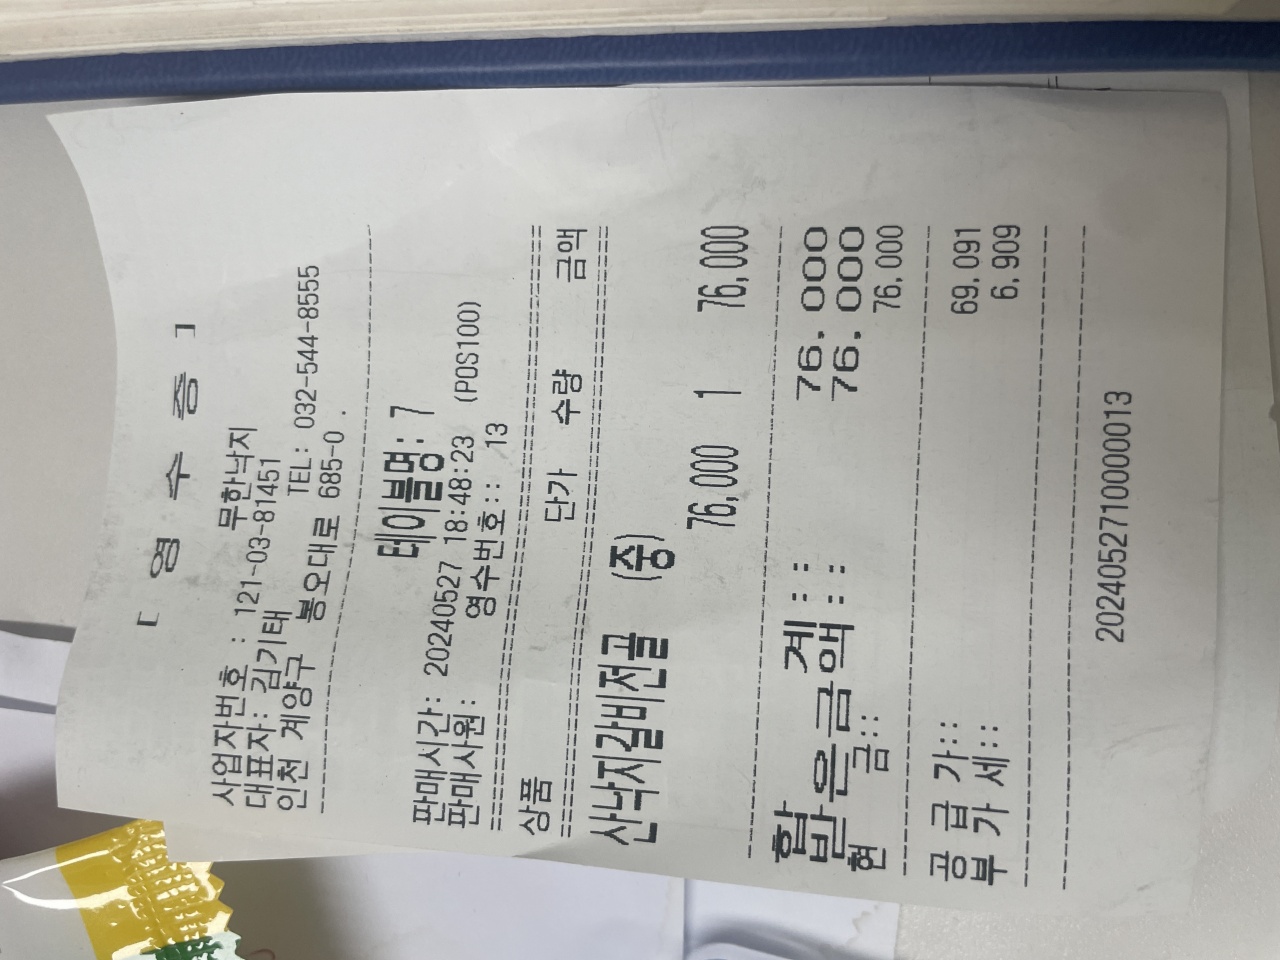 [ 영 수 증 ]
사업자번호 : 121-03-81451 무한낙지
대표자: 김기태 TEL: 032-544-8555
인천 계양구 봉오대로 685-0 .
테이블명: 7
판매시간: 20240527 18:48:23 (POS100)
판매사원: 영수번호:: 13
상품 단가 수량 금액
산낙지갈비전골 (중)
76,000 1 76,000
합 계:: 76.000
받은금액:: 76.000
현 금:: 76,000
공 급 가:: 69,091
부 가 세:: 6,909
2024052710000013